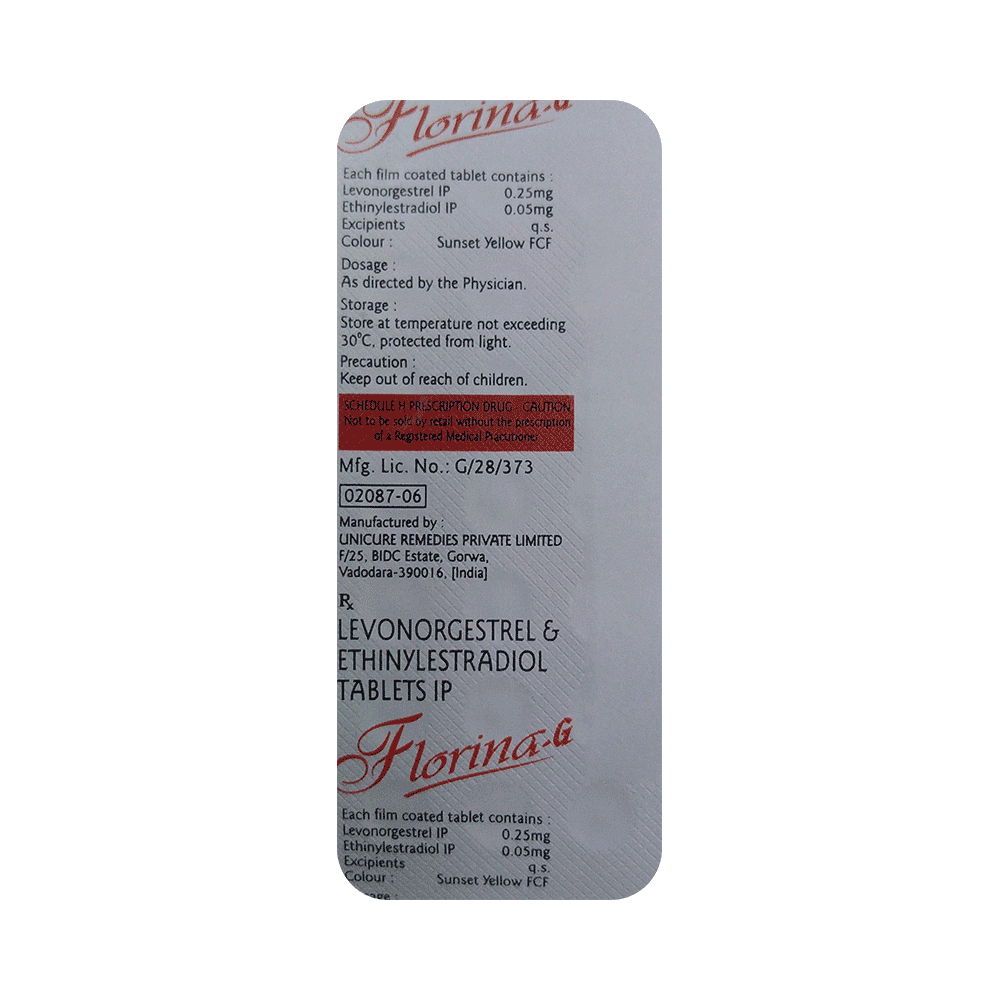 Florina-G
Each film coated tablet contains :
Levonorgestrel IP 0.25mg
Ethinylestradiol IP 0.05mg
Excipients q.s.
Colour : Sunset Yellow FCF
Dosage :
As directed by the Physician.
Storage :
Store at temperature not exceeding
30°C, protected from light.
Precaution :
Keep out of reach of children.
SCHEDULE H PRESCRIPTION DRUG - CAUTION
Not to be sold by retail without the prescription
of a Registered Medical Practitioner
Mfg. Lic. No.: G/28/373
02087-06
Manufactured by :
UNICURE REMEDIES PRIVATE LIMITED
F/25, BIDC Estate, Gorwa,
Vadodara-390016, [India]
Rx
LEVONORGESTREL &
ETHINYLESTRADIOL
TABLETS IP
Florina-G
Each film coated tablet contains :
Levonorgestrel IP 0.25mg
Ethinylestradiol IP 0.05mg
Excipients q.s.
Colour : Sunset Yellow FCF